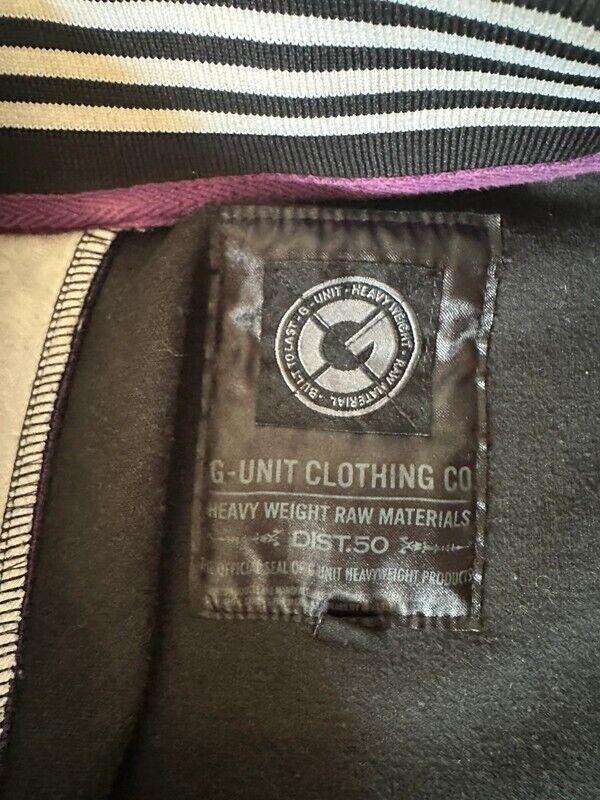 G-UNIT · HEAVY WEIGHT · RAW MATERIAL · BUILT TO LAST ·
G-UNIT CLOTHING CO
HEAVY WEIGHT RAW MATERIALS
DIST.50
OFFICIAL SEAL OF G UNIT HEAVYWEIGHT PRODUCTS